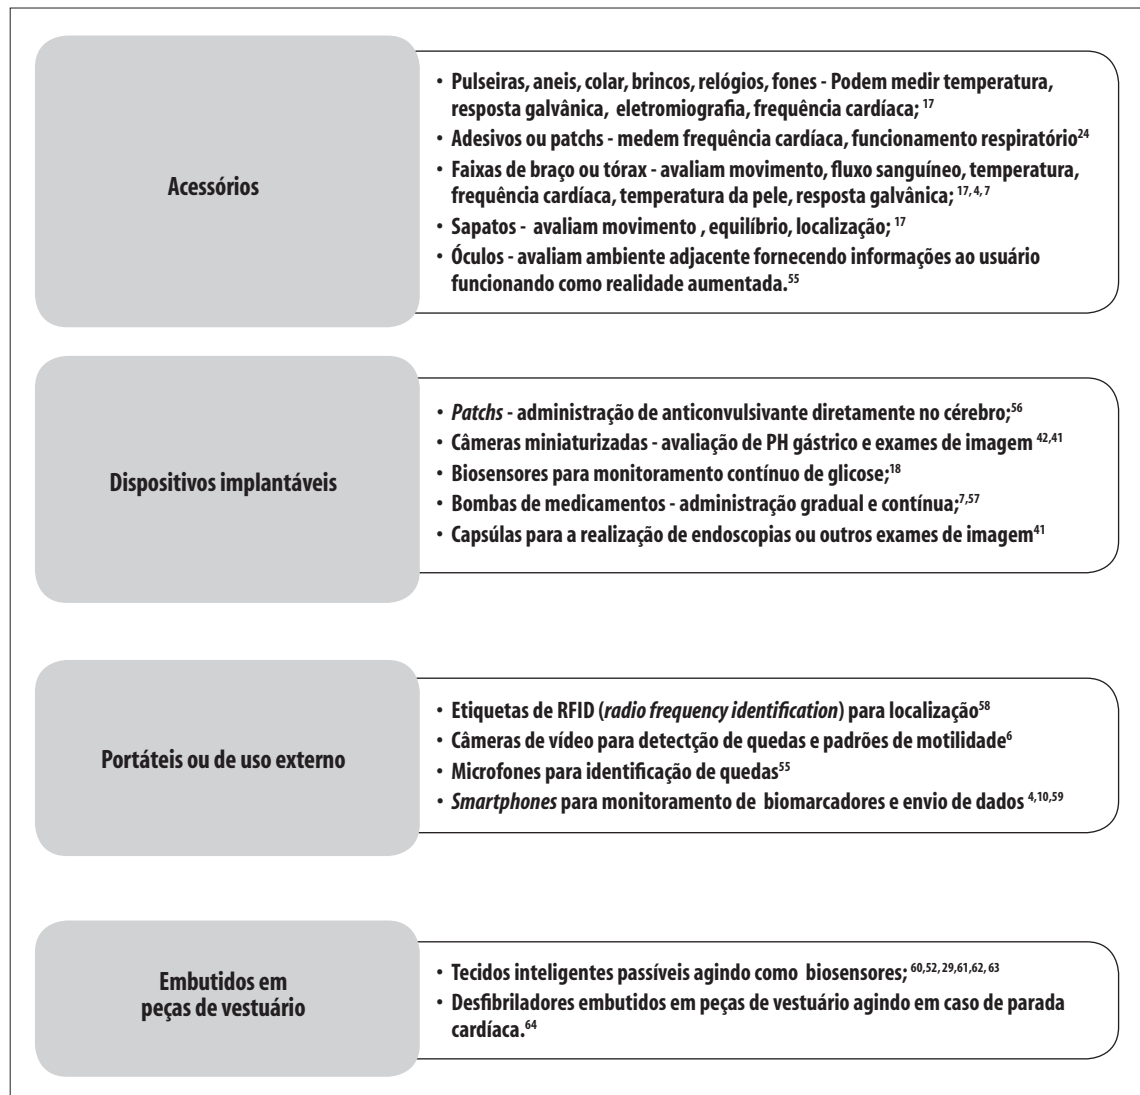 Acessórios
• Pulseiras, aneis, colar, brincos, relógios, fones - Podem medir temperatura,
resposta galvânica, eletromiografia, frequência cardíaca; 17
• Adesivos ou patchs - medem frequência cardíaca, funcionamento respiratório24
• Faixas de braço ou tórax - avaliam movimento, fluxo sanguíneo, temperatura,
frequência cardíaca, temperatura da pele, resposta galvânica; 17, 4, 7
• Sapatos - avaliam movimento , equilíbrio, localização; 17
• Óculos - avaliam ambiente adjacente fornecendo informações ao usuário
funcionando como realidade aumentada.55
Dispositivos implantáveis
• Patchs - administração de anticonvulsivante diretamente no cérebro;56
• Câmeras miniaturizadas - avaliação de PH gástrico e exames de imagem 42,41
• Biosensores para monitoramento contínuo de glicose;18
• Bombas de medicamentos - administração gradual e contínua;7,57
• Capsúlas para a realização de endoscopias ou outros exames de imagem41
Portáteis ou de uso externo
• Etiquetas de RFID (radio frequency identification) para localização58
• Câmeras de vídeo para detectção de quedas e padrões de motilidade6
• Microfones para identificação de quedas55
• Smartphones para monitoramento de biomarcadores e envio de dados 4,10,59
Embutidos em
peças de vestuário
• Tecidos inteligentes passíveis agindo como biosensores; 60,52, 29,61,62, 63
• Desfibriladores embutidos em peças de vestuário agindo em caso de parada
cardíaca.64